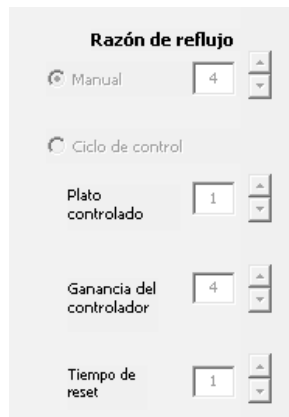 Razón de reflujo
Manual 4
Ciclo de control
Plato
controlado 1
Ganancia del
controlador 4
Tiempo de
reset 1